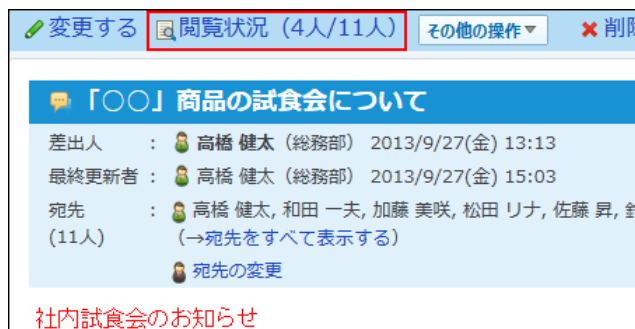 変更する 閲覧状況（4人/11人） その他の操作▼ 削除
「○○」商品の試食会について
差出人 : 高橋 健太（総務部） 2013/9/27(金) 13:13
最終更新者 : 高橋 健太（総務部） 2013/9/27(金) 15:03
宛先 : 高橋 健太, 和田 一夫, 加藤 美咲, 松田 リナ, 佐藤 昇,
(11人) （→宛先をすべて表示する）
宛先の変更
社内試食会のお知らせ